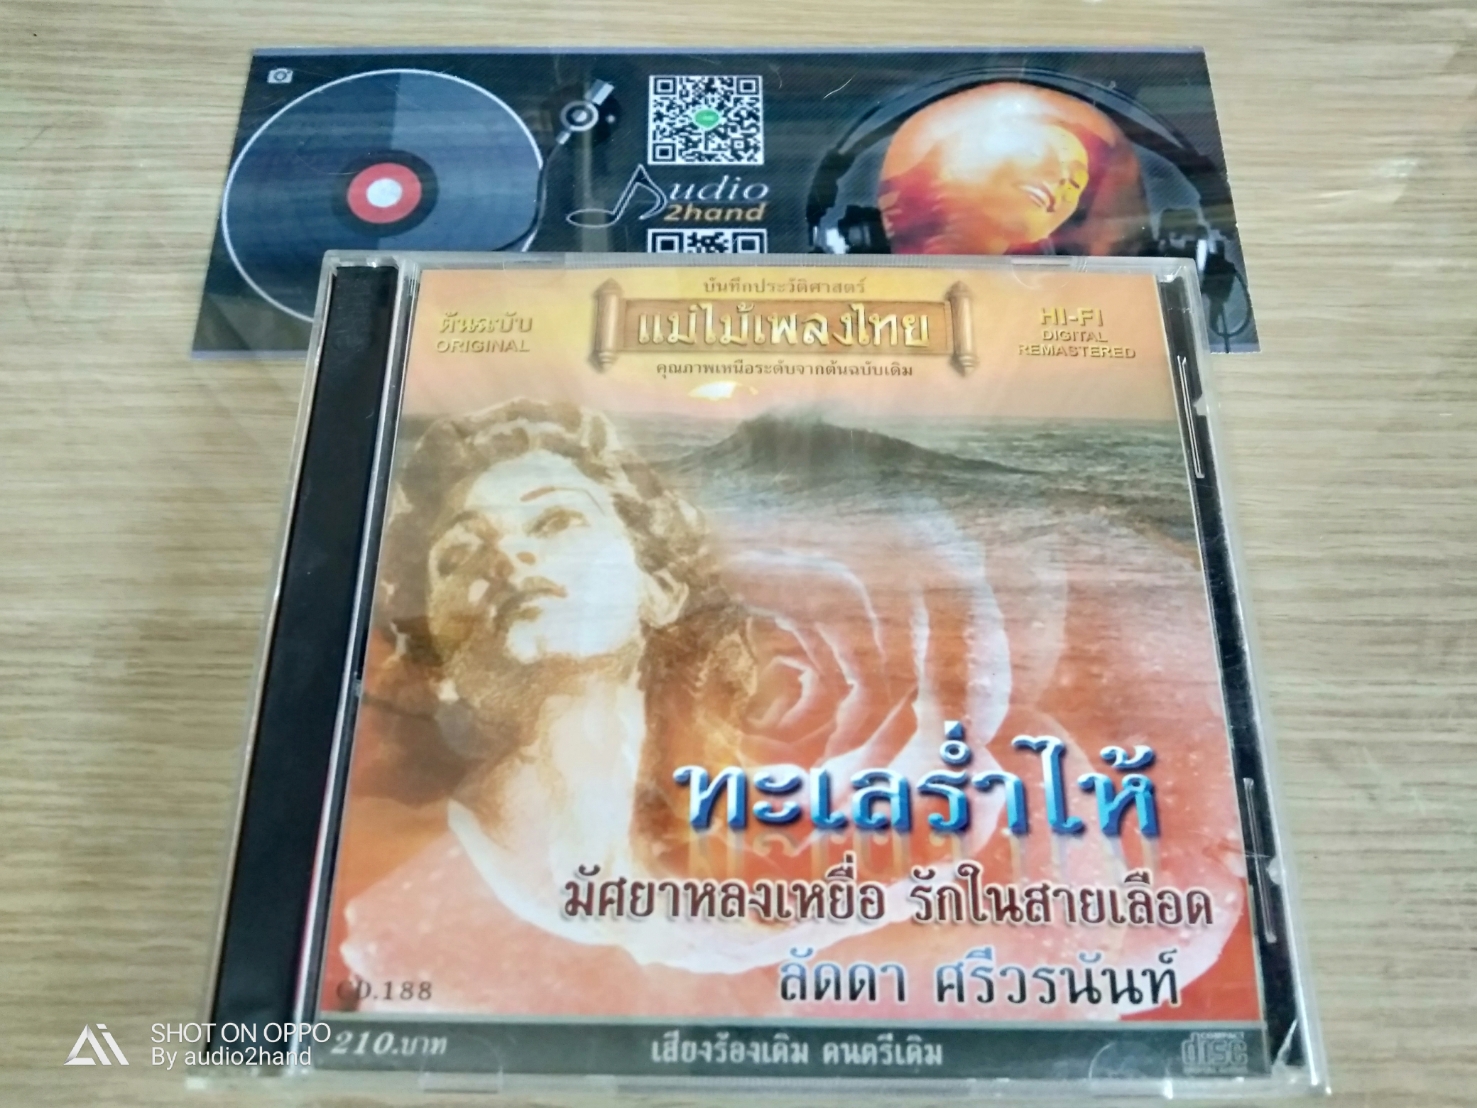 udio
2hand
บันทึกประวัติศาสตร์
ต้นฉบับ
ORIGINAL
แม่ไม้เพลงไทย
HI-FI
DIGITAL
REMASTERED
คุณภาพเหนือระดับจากต้นฉบับเดิม
ทะเลร่ำไห้
มัศยาหลงเหยื่อ รักในสายเลือด
ลัดดา ศรีวรนันท์
CD.188
210.บาท
เสียงร้องเดิม ดนตรีเดิม
COMPACT
disc
DIGITAL AUDIO
SHOT ON OPPO
By audio2hand